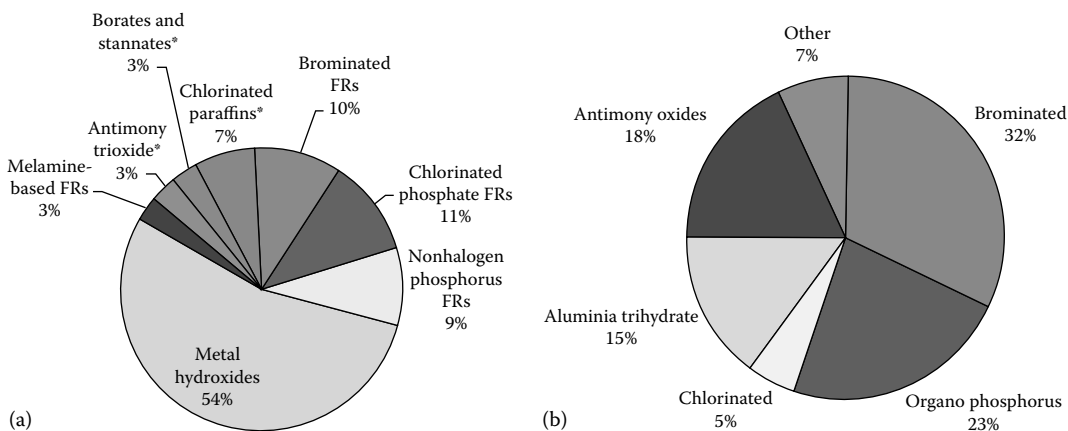 Borates and
stannates*
3%
Brominated
FRs
10%
Chlorinated
paraffins*
7%
Antimony
trioxide*
3%
Melamine-
based FRs
3%
Chlorinated
phosphate FRs
11%
Nonhalogen
phosphorus
FRs
9%
Metal
hydroxides
54%
(a)
Other
7%
Antimony oxides
18%
Brominated
32%
Aluminia trihydrate
15%
Chlorinated
5%
Organo phosphorus
23%
(b)